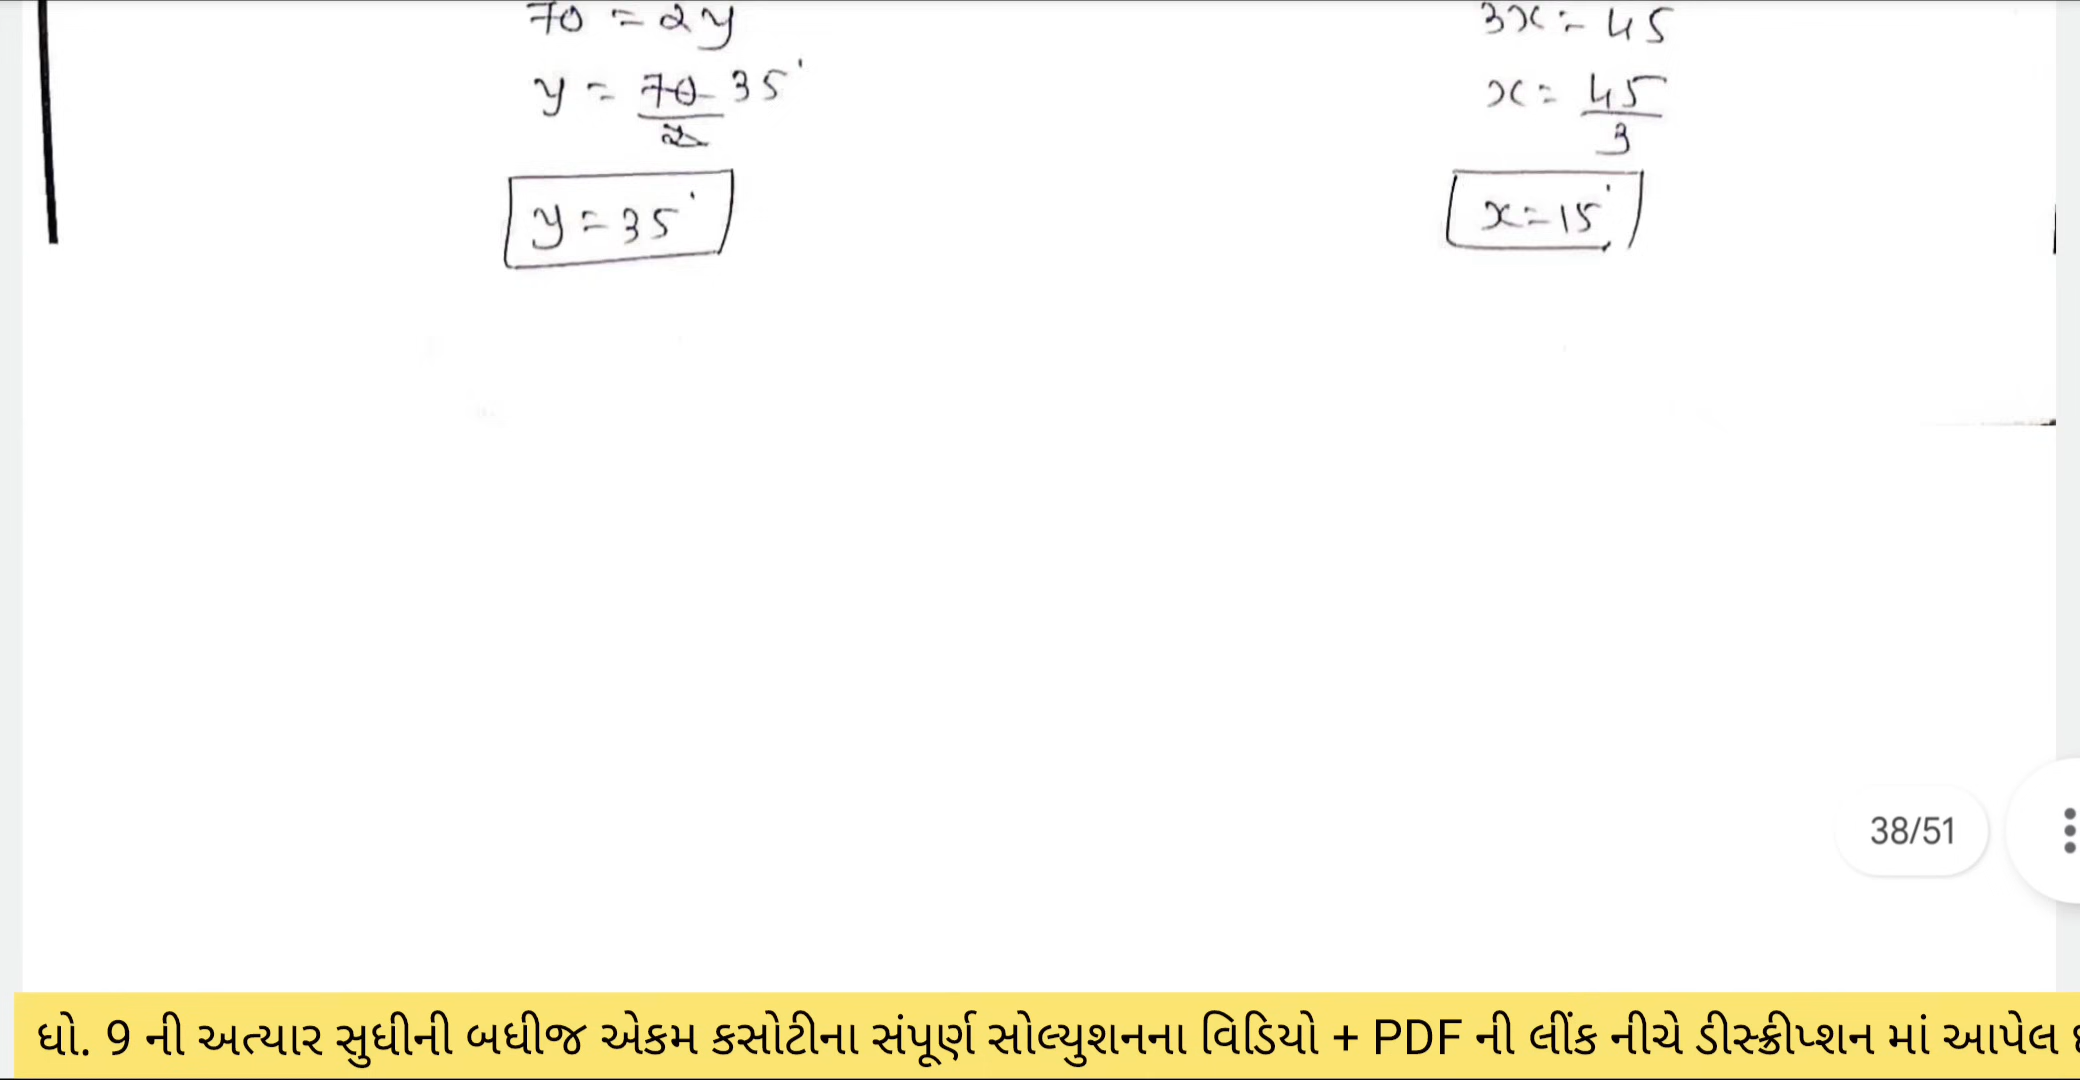 70 = 2y
y = 70/2 35°
y = 35°
3x = 45
x = 45/3
x = 15°
38/51
ધો. 9 ની અત્યાર સુધીની બધીજ એકમ કસોટીના સંપૂર્ણ સોલ્યુશનના વિડિયો + PDF ની લીંક નીચે ડીસ્ક્રીપ્શન માં આપેલ